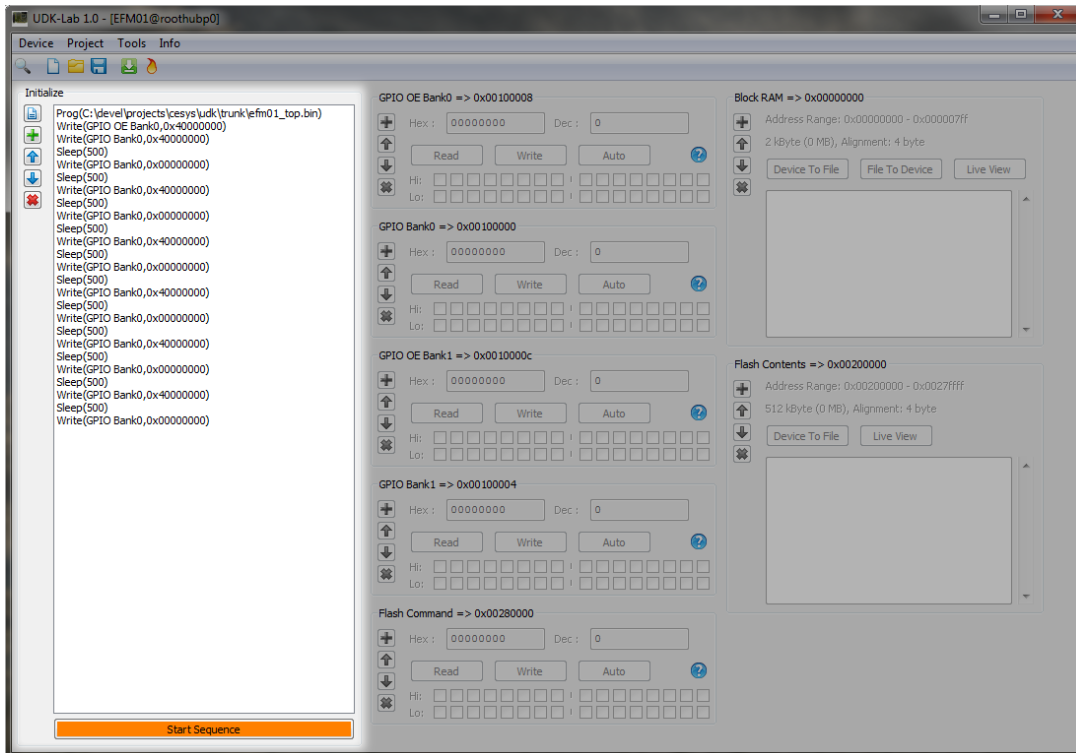 UDK-Lab 1.0 - [EFM01@roothubp0]
Device Project Tools Info
Initialize
Prog(C:\devel\projects\cesys\udk\trunk\efm01_top.bin)
Write(GPIO OE Bank0,0x40000000)
Write(GPIO Bank0,0x40000000)
Sleep(500)
Write(GPIO Bank0,0x00000000)
Sleep(500)
Write(GPIO Bank0,0x40000000)
Sleep(500)
Write(GPIO Bank0,0x00000000)
Sleep(500)
Write(GPIO Bank0,0x40000000)
Sleep(500)
Write(GPIO Bank0,0x00000000)
Sleep(500)
Write(GPIO Bank0,0x40000000)
Sleep(500)
Write(GPIO Bank0,0x00000000)
Sleep(500)
Write(GPIO Bank0,0x40000000)
Sleep(500)
Write(GPIO Bank0,0x00000000)
Sleep(500)
Write(GPIO Bank0,0x40000000)
Sleep(500)
Write(GPIO Bank0,0x00000000)
Start Sequence
GPIO OE Bank0 => 0x00100008
Hex : 00000000 Dec : 0
Read Write Auto
Hi:
Lo:
GPIO Bank0 => 0x00100000
Hex : 00000000 Dec : 0
Read Write Auto
Hi:
Lo:
GPIO OE Bank1 => 0x0010000c
Hex : 00000000 Dec : 0
Read Write Auto
Hi:
Lo:
GPIO Bank1 => 0x00100004
Hex : 00000000 Dec : 0
Read Write Auto
Hi:
Lo:
Flash Command => 0x00280000
Hex : 00000000 Dec : 0
Read Write Auto
Hi:
Lo:
Block RAM => 0x00000000
Address Range: 0x00000000 - 0x000007ff
2 kByte (0 MB), Alignment: 4 byte
Device To File File To Device Live View
Flash Contents => 0x00200000
Address Range: 0x00200000 - 0x0027ffff
512 kByte (0 MB), Alignment: 4 byte
Device To File Live View